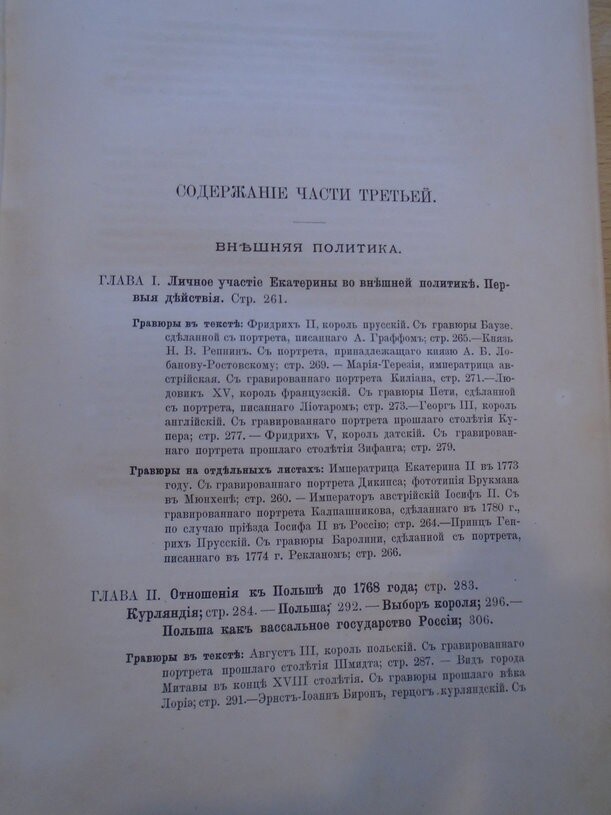 СОДЕРЖАНІЕ ЧАСТИ ТРЕТЬЕЙ.
ВНѢШНЯЯ ПОЛИТИКА.
ГЛАВА I. Личное участіе Екатерины во внѣшней политикѣ. Пер-
выя дѣйствія. Стр. 261.
Гравюры въ текстѣ: Фридрихъ II, король прусскій. Съ гравюры Баузе,
сдѣланной съ портрета, писаннаго А. Граффомъ; стр. 265.—Князь
Н. В. Репнинъ. Съ портрета, принадлежащаго князю А. Б. Ло-
банову-Ростовскому; стр. 269. — Марія-Терезія, императрица ав-
стрійская. Съ гравированнаго портрета Киліана, стр. 271.—Лю-
довикъ XV, король французскій. Съ гравюры Пети, сдѣланной
съ портрета, писаннаго Ліотаромъ; стр. 273.—Георгъ III, король
англійскій. Съ гравированнаго портрета прошлаго столѣтія Ку-
пера; стр. 277. — Фридрихъ V, король датскій. Съ гравирован-
наго портрета прошлаго столѣтія Зифанга; стр. 279.
Гравюры на отдѣльныхъ листахъ: Императрица Екатерина II въ 1773
году. Съ гравированнаго портрета Дикинса; фототипія Брукмана
въ Мюнхенѣ; стр. 260. — Императоръ австрійскій Іосифъ II. Съ
гравированнаго портрета Калпашникова, сдѣланнаго въ 1780 г.,
по случаю пріѣзда Іосифа II въ Россію; стр. 264.—Принцъ Ген-
рихъ Прусскій. Съ гравюры Баролини, сдѣланной съ портрета,
писаннаго въ 1774 г. Рекланомъ; стр. 266.
ГЛАВА II. Отношенія къ Польшѣ до 1768 года; стр. 283.
Курляндія; стр. 284. — Польша; 292. — Выборъ короля; 296.—
Польша какъ вассальное государство Россіи; 306.
Гравюры въ текстѣ: Августъ III, король польскій. Съ гравированнаго
портрета прошлаго столѣтія Шмидта; стр. 287. — Видъ города
Митавы въ концѣ XVIII столѣтія. Съ гравюры прошлаго вѣка
Лоріэ; стр. 291.—Эрнстъ-Іоаннъ Биронъ, герцогъ курляндскій. Съ